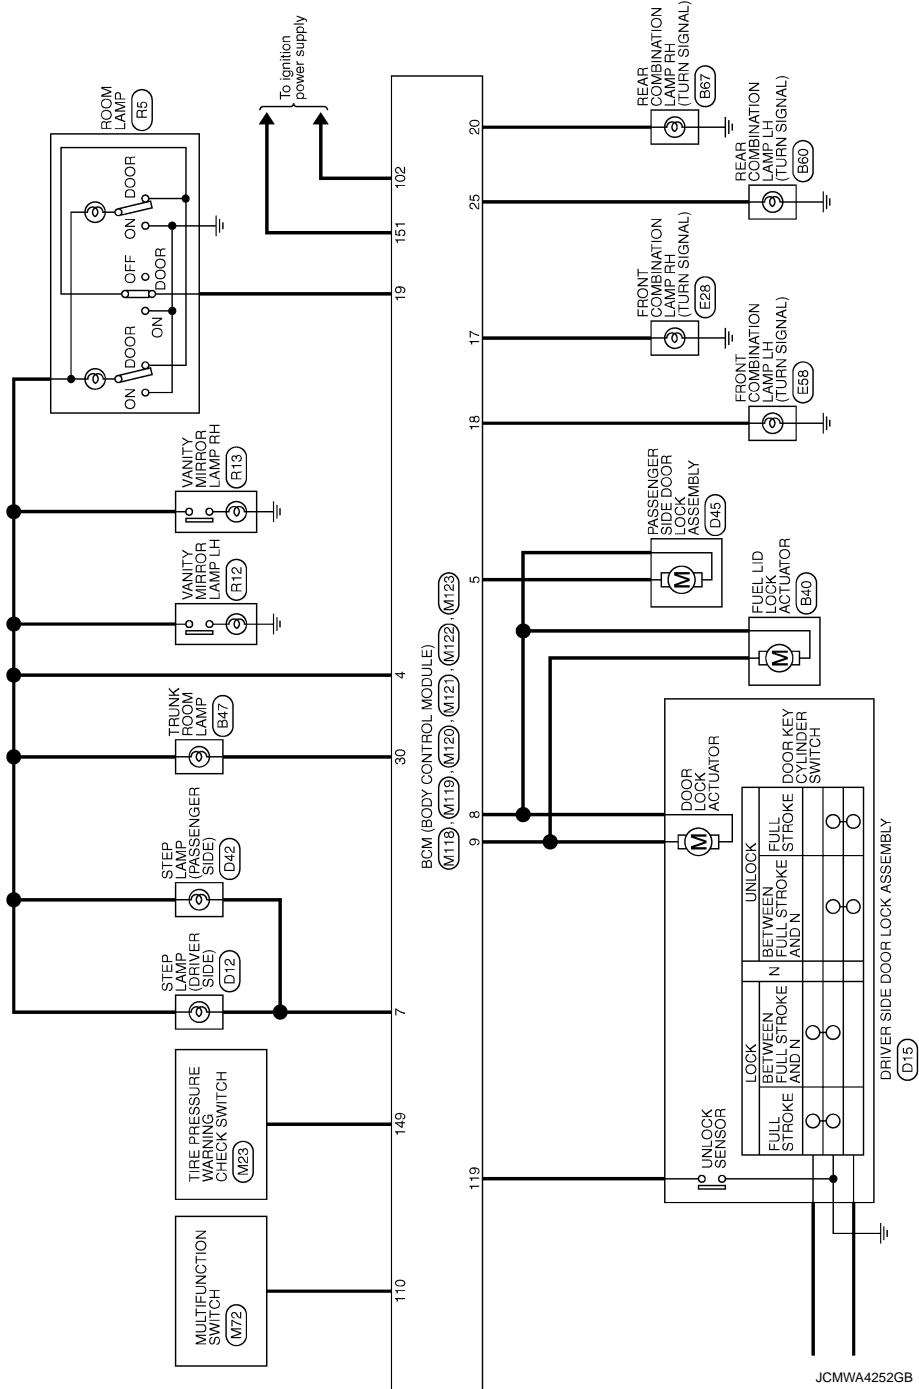 MULTIFUNCTION
SWITCH
M72
110
TIRE PRESSURE
WARNING
CHECK SWITCH
M23
149
STEP
LAMP
(DRIVER
SIDE)
D12
7
STEP
LAMP
(PASSENGER
SIDE)
D42
TRUNK
ROOM
LAMP
B47
30
4
VANITY
MIRROR
LAMP LH
R12
VANITY
MIRROR
LAMP RH
R13
ROOM
LAMP
R5
ON
DOOR
ON
OFF
DOOR
ON
DOOR
19
151
102
To ignition
power supply
BCM (BODY CONTROL MODULE)
M118, M119, M120, M121, M122, M123
119
9
8
5
18
17
25
20
UNLOCK
SENSOR
DOOR
LOCK
ACTUATOR
M
DOOR KEY
CYLINDER
SWITCH
LOCK
N
UNLOCK
FULL
STROKE
BETWEEN
FULL STROKE
AND N
BETWEEN
FULL STROKE
AND N
FULL
STROKE
DRIVER SIDE DOOR LOCK ASSEMBLY
D15
FUEL LID
LOCK
ACTUATOR
B40
M
PASSENGER
SIDE DOOR
LOCK
ASSEMBLY
D45
M
FRONT
COMBINATION
LAMP LH
(TURN SIGNAL)
E58
FRONT
COMBINATION
LAMP RH
(TURN SIGNAL)
E28
REAR
COMBINATION
LAMP LH
(TURN SIGNAL)
B60
REAR
COMBINATION
LAMP RH
(TURN SIGNAL)
B67
JCMWA4252GB